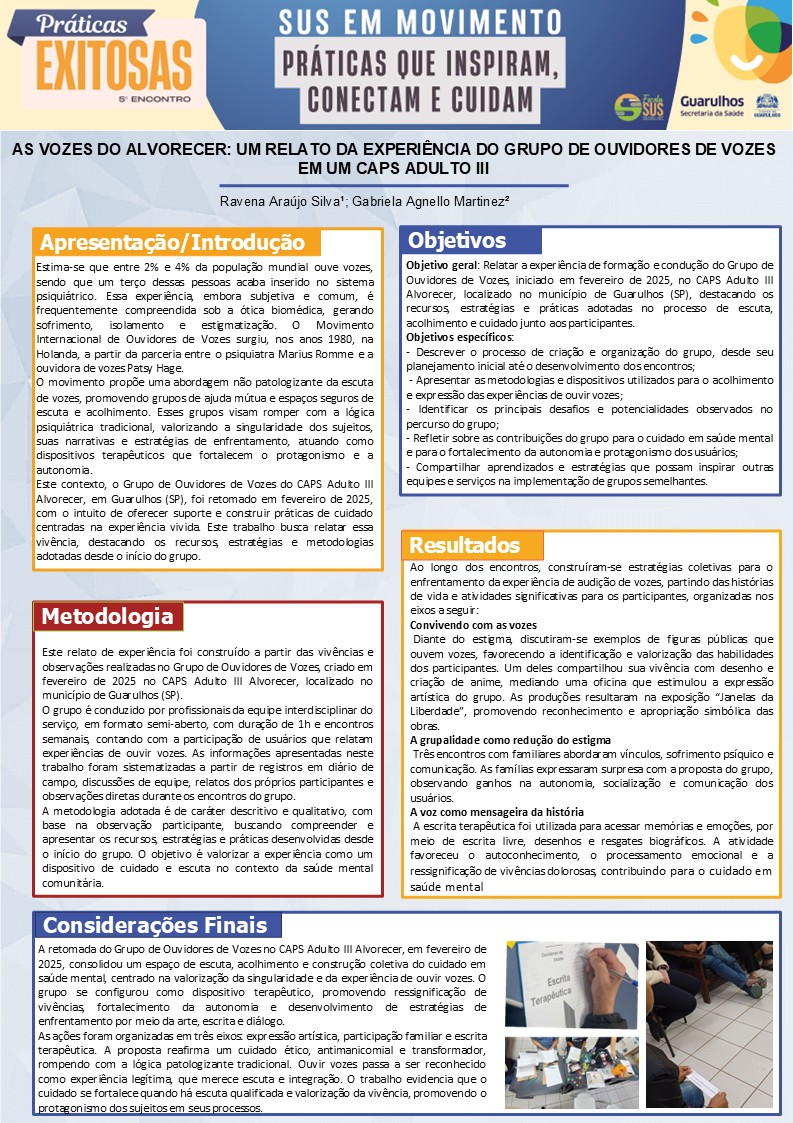 Práticas
EXITOSAS
5º ENCONTRO
SUS EM MOVIMENTO
PRÁTICAS QUE INSPIRAM,
CONECTAM E CUIDAM
Escola
SUS
Guarulhos
Secretaria da Saúde
GUARULHOS
AS VOZES DO ALVORECER: UM RELATO DA EXPERIÊNCIA DO GRUPO DE OUVIDORES DE VOZES
EM UM CAPS ADULTO III
Ravena Araújo Silva¹; Gabriela Agnello Martinez²
Apresentação/Introdução
Estima-se que entre 2% e 4% da população mundial ouve vozes,
sendo que um terço dessas pessoas acaba inserido no sistema
psiquiátrico. Essa experiência, embora subjetiva e comum, é
frequentemente compreendida sob a ótica biomédica, gerando
sofrimento, isolamento e estigmatização. O Movimento
Internacional de Ouvidores de Vozes surgiu, nos anos 1980, na
Holanda, a partir da parceria entre o psiquiatra Marius Romme e a
ouvidora de vozes Patsy Hage.
O movimento propõe uma abordagem não patologizante da escuta
de vozes, promovendo grupos de ajuda mútua e espaços seguros de
escuta e acolhimento. Esses grupos visam romper com a lógica
psiquiátrica tradicional, valorizando a singularidade dos sujeitos,
suas narrativas e estratégias de enfrentamento, atuando como
dispositivos terapêuticos que fortalecem o protagonismo e a
autonomia.
Este contexto, o Grupo de Ouvidores de Vozes do CAPS Adulto III
Alvorecer, em Guarulhos (SP), foi retomado em fevereiro de 2025,
com o intuito de oferecer suporte e construir práticas de cuidado
centradas na experiência vivida. Este trabalho busca relatar essa
vivência, destacando os recursos, estratégias e metodologias
adotadas desde o início do grupo.
Objetivos
Objetivo geral: Relatar a experiência de formação e condução do Grupo de
Ouvidores de Vozes, iniciado em fevereiro de 2025, no CAPS Adulto III
Alvorecer, localizado no município de Guarulhos (SP), destacando os
recursos, estratégias e práticas adotadas no processo de escuta,
acolhimento e cuidado junto aos participantes.
Objetivos específicos:
- Descrever o processo de criação e organização do grupo, desde seu
planejamento inicial até o desenvolvimento dos encontros;
- Apresentar as metodologias e dispositivos utilizados para o acolhimento
e expressão das experiências de ouvir vozes;
- Identificar os principais desafios e potencialidades observados no
percurso do grupo;
- Refletir sobre as contribuições do grupo para o cuidado em saúde mental
e para o fortalecimento da autonomia e protagonismo dos usuários;
- Compartilhar aprendizados e estratégias que possam inspirar outras
equipes e serviços na implementação de grupos semelhantes.
Metodologia
Este relato de experiência foi construído a partir das vivências e
observações realizadas no Grupo de Ouvidores de Vozes, criado em
fevereiro de 2025 no CAPS Adulto III Alvorecer, localizado no
município de Guarulhos (SP).
O grupo é conduzido por profissionais da equipe interdisciplinar do
serviço, em formato semi-aberto, com duração de 1h e encontros
semanais, contando com a participação de usuários que relatam
experiências de ouvir vozes. As informações apresentadas neste
trabalho foram sistematizadas a partir de registros em diário de
campo, discussões de equipe, relatos dos próprios participantes e
observações diretas durante os encontros do grupo.
A metodologia adotada é de caráter descritivo e qualitativo, com
base na observação participante, buscando compreender e
apresentar os recursos, estratégias e práticas desenvolvidas desde
o início do grupo. O objetivo é valorizar a experiência como um
dispositivo de cuidado e escuta no contexto da saúde mental
comunitária.
Resultados
Ao longo dos encontros, construíram-se estratégias coletivas para o
enfrentamento da experiência de audição de vozes, partindo das histórias
de vida e atividades significativas para os participantes, organizadas nos
eixos a seguir:
Convivendo com as vozes
Diante do estigma, discutiram-se exemplos de figuras públicas que
ouvem vozes, favorecendo a identificação e valorização das habilidades
dos participantes. Um deles compartilhou sua vivência com desenho e
criação de anime, mediando uma oficina que estimulou a expressão
artística do grupo. As produções resultaram na exposição “Janelas da
Liberdade”, promovendo reconhecimento e apropriação simbólica das
obras.
A grupalidade como redução do estigma
Três encontros com familiares abordaram vínculos, sofrimento psíquico e
comunicação. As famílias expressaram surpresa com a proposta do grupo,
observando ganhos na autonomia, socialização e comunicação dos
usuários.
A voz como mensageira da história
A escrita terapêutica foi utilizada para acessar memórias e emoções, por
meio de escrita livre, desenhos e resgates biográficos. A atividade
favoreceu o autoconhecimento, o processamento emocional e a
ressignificação de vivências dolorosas, contribuindo para o cuidado em
saúde mental
Considerações Finais
A retomada do Grupo de Ouvidores de Vozes no CAPS Adulto III Alvorecer, em fevereiro de
2025, consolidou um espaço de escuta, acolhimento e construção coletiva do cuidado em
saúde mental, centrado na valorização da singularidade e da experiência de ouvir vozes. O
grupo se configurou como dispositivo terapêutico, promovendo ressignificação de
vivências, fortalecimento da autonomia e desenvolvimento de estratégias de
enfrentamento por meio da arte, escrita e diálogo.
As ações foram organizadas em três eixos: expressão artística, participação familiar e escrita
terapêutica. A proposta reafirma um cuidado ético, antimanicomial e transformador,
rompendo com a lógica patologizante tradicional. Ouvir vozes passa a ser reconhecido
como experiência legítima, que merece escuta e integração. O trabalho evidencia que o
cuidado se fortalece quando há escuta qualificada e valorização da vivência, promovendo o
protagonismo dos sujeitos em seus processos.
Escrita
Terapêutica